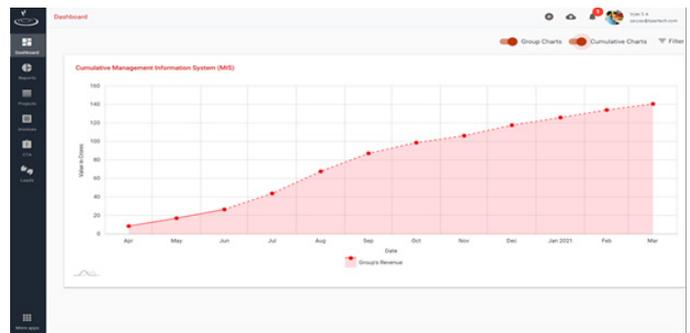 Dashboard
1
Group Charts
Cumulative Charts
Filter
Dashboard
Reports
Projects
Invoices
CTA
Leads
More apps
Cumulative Management Information System (MIS)
Value in Crores
160
140
120
100
80
60
40
20
0
Apr May Jun Jul Aug Sep Oct Nov Dec Jan 2021 Feb Mar
Date
Group's Revenue